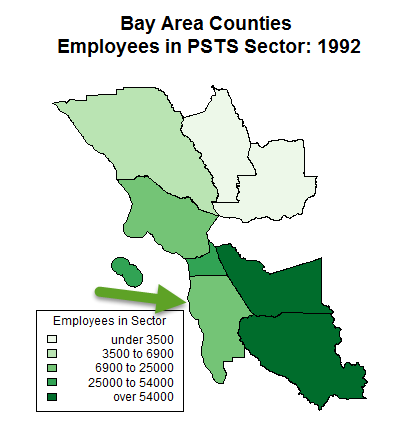 Bay Area Counties
Employees in PSTS Sector: 1992
Employees in Sector
under 3500
3500 to 6900
6900 to 25000
25000 to 54000
over 54000